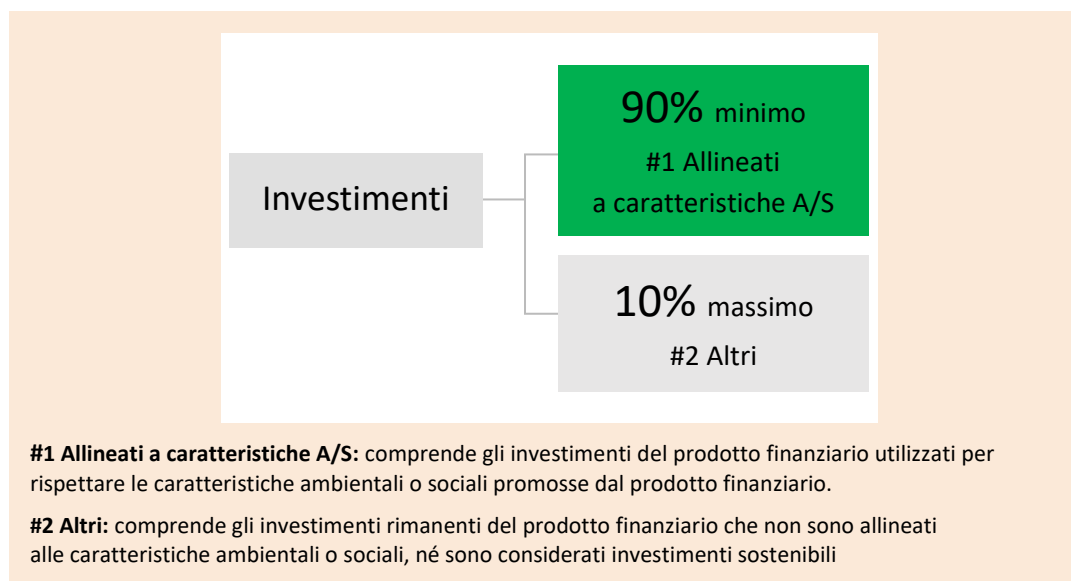 90% minimo
#1 Allineati
a caratteristiche A/S
Investimenti
10% massimo
#2 Altri
#1 Allineati a caratteristiche A/S: comprende gli investimenti del prodotto finanziario utilizzati per
rispettare le caratteristiche ambientali o sociali promosse dal prodotto finanziario.
#2 Altri: comprende gli investimenti rimanenti del prodotto finanziario che non sono allineati
alle caratteristiche ambientali o sociali, né sono considerati investimenti sostenibili